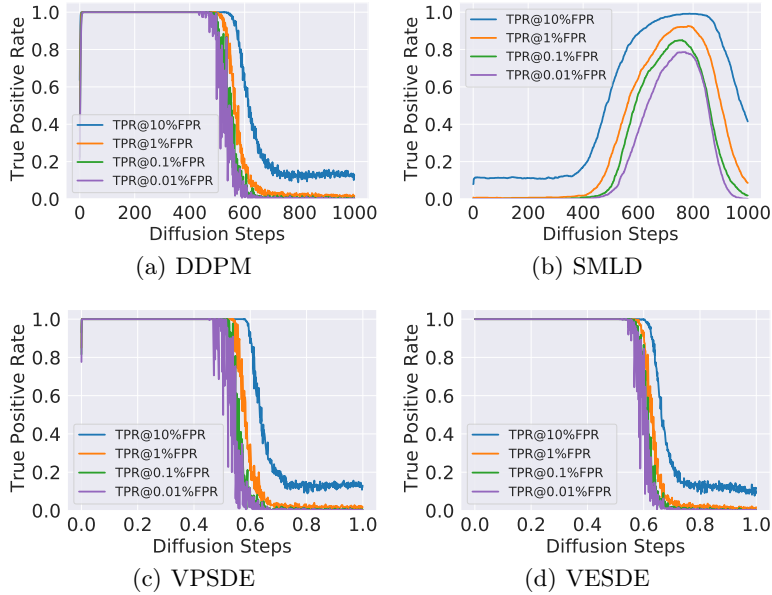 True Positive Rate
1.0
0.8
0.6
0.4
0.2
0.0
TPR@10%FPR
TPR@1%FPR
TPR@0.1%FPR
TPR@0.01%FPR
0 200 400 600 800 1000
Diffusion Steps
(a) DDPM
True Positive Rate
1.0
0.8
0.6
0.4
0.2
0.0
TPR@10%FPR
TPR@1%FPR
TPR@0.1%FPR
TPR@0.01%FPR
0 200 400 600 800 1000
Diffusion Steps
(b) SMLD
True Positive Rate
1.0
0.8
0.6
0.4
0.2
0.0
TPR@10%FPR
TPR@1%FPR
TPR@0.1%FPR
TPR@0.01%FPR
0.0 0.2 0.4 0.6 0.8 1.0
Diffusion Steps
(c) VPSDE
True Positive Rate
1.0
0.8
0.6
0.4
0.2
0.0
TPR@10%FPR
TPR@1%FPR
TPR@0.1%FPR
TPR@0.01%FPR
0.0 0.2 0.4 0.6 0.8 1.0
Diffusion Steps
(d) VESDE